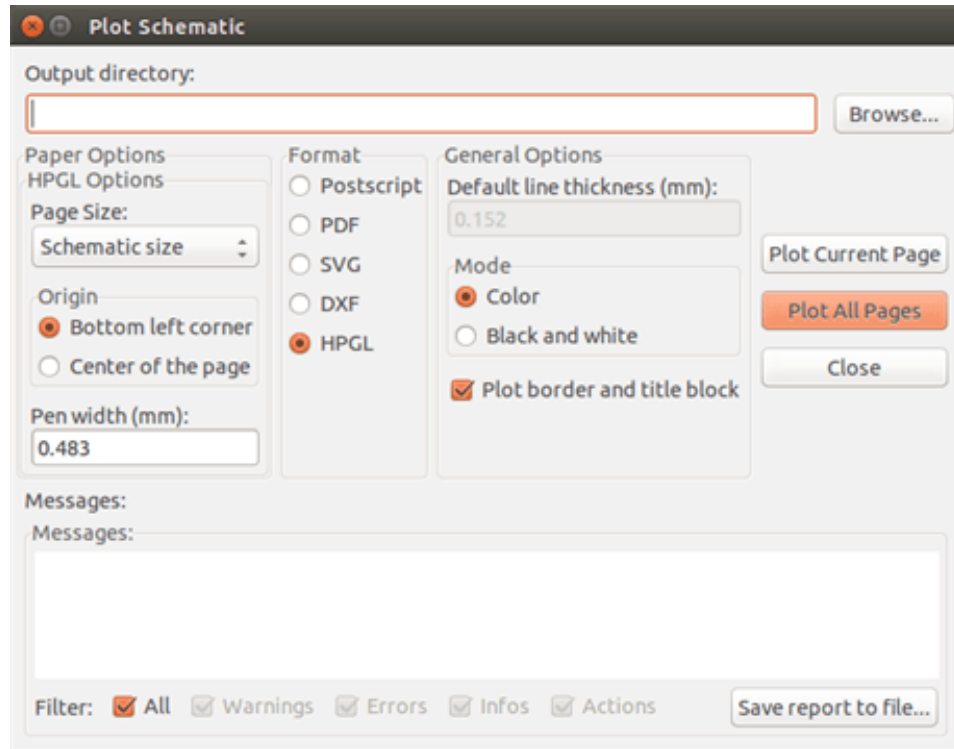 Plot Schematic
Output directory:
Browse...
Paper Options
HPGL Options
Page Size:
Schematic size
Origin
Bottom left corner
Center of the page
Pen width (mm):
0.483
Format
Postscript
PDF
SVG
DXF
HPGL
General Options
Default line thickness (mm):
0.152
Mode
Color
Black and white
Plot border and title block
Plot Current Page
Plot All Pages
Close
Messages:
Messages:
Filter: All Warnings Errors Infos Actions
Save report to file...